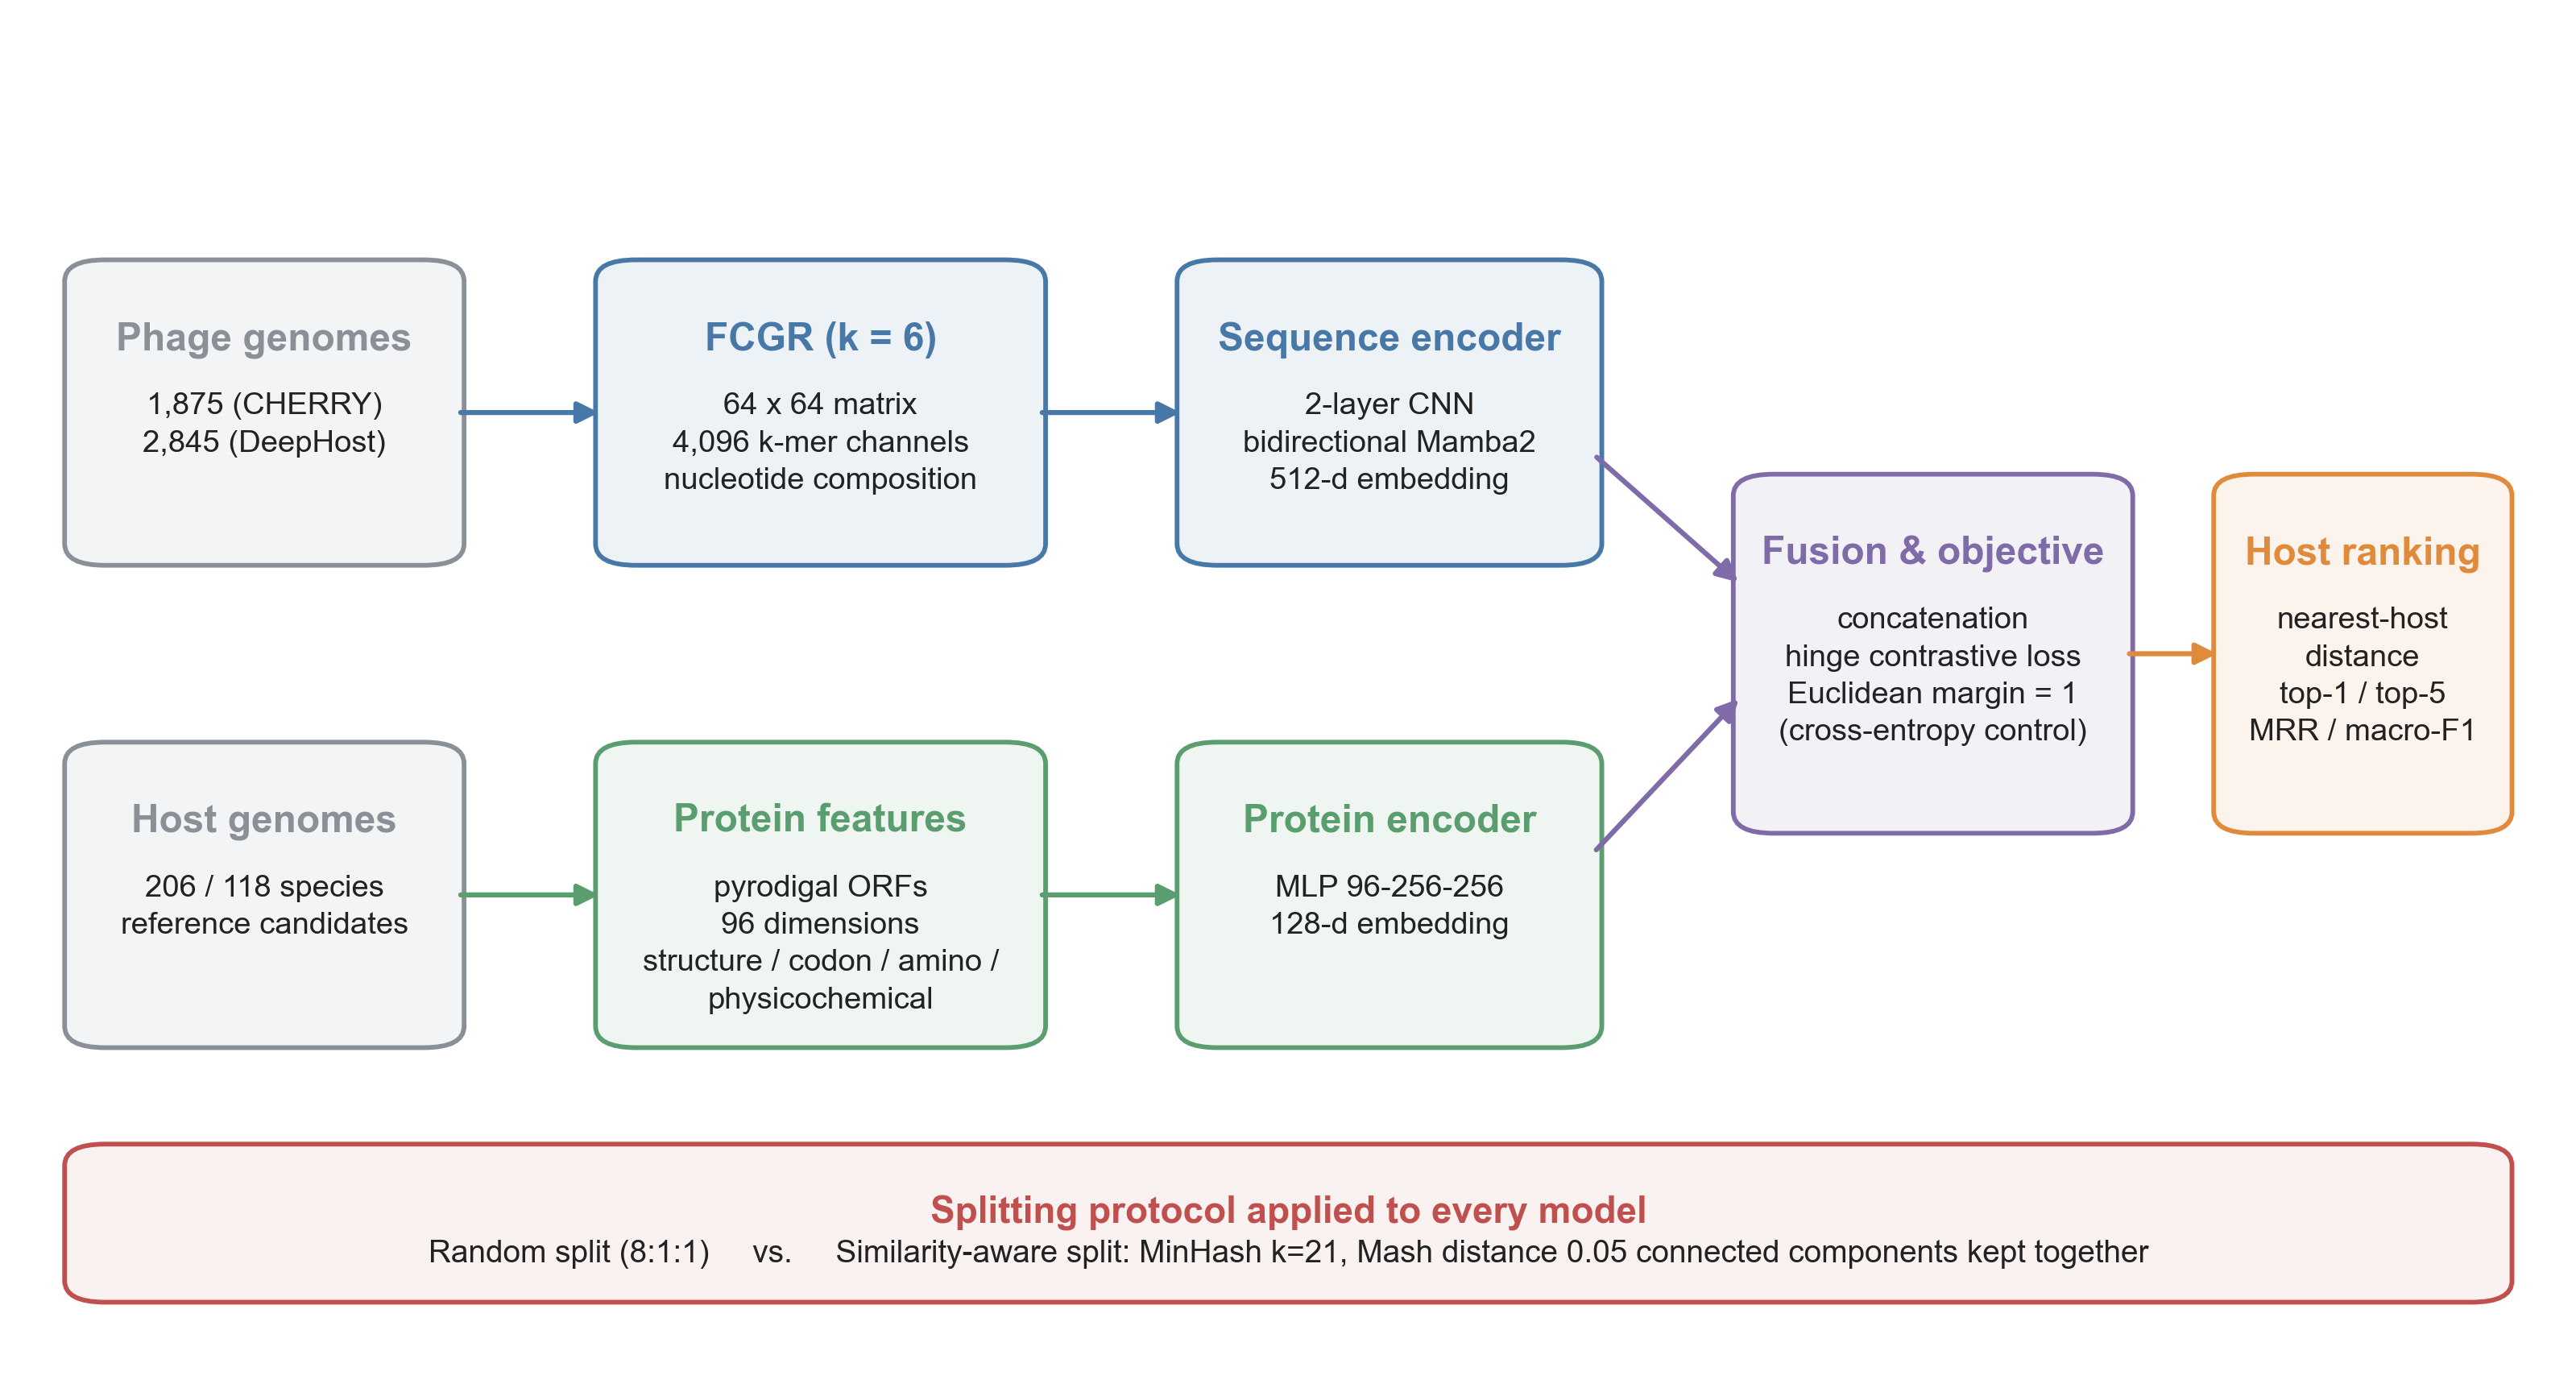 Phage genomes
1,875 (CHERRY)
2,845 (DeepHost)
FCGR (k = 6)
64 x 64 matrix
4,096 k-mer channels
nucleotide composition
Sequence encoder
2-layer CNN
bidirectional Mamba2
512-d embedding
Host genomes
206 / 118 species
reference candidates
Protein features
pyrodigal ORFs
96 dimensions
structure / codon / amino /
physicochemical
Protein encoder
MLP 96-256-256
128-d embedding
Fusion & objective
concatenation
hinge contrastive loss
Euclidean margin = 1
(cross-entropy control)
Host ranking
nearest-host
distance
top-1 / top-5
MRR / macro-F1
Splitting protocol applied to every model
Random split (8:1:1) vs. Similarity-aware split: MinHash k=21, Mash distance 0.05 connected components kept together